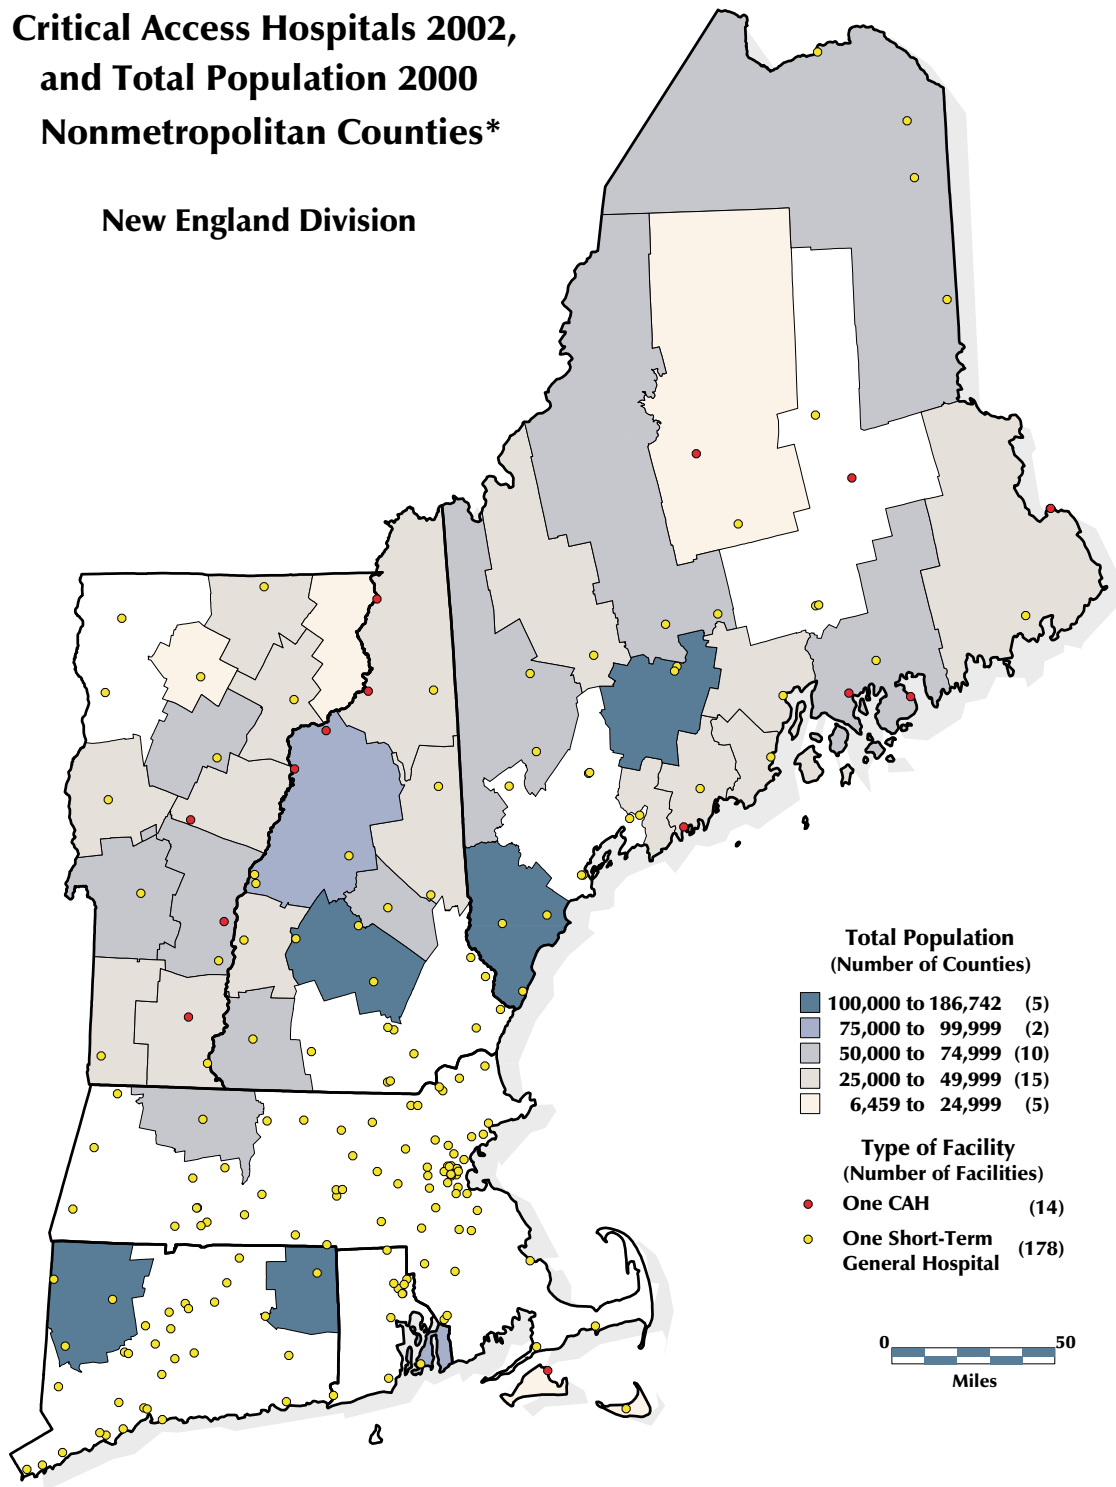 Critical Access Hospitals 2002,
and Total Population 2000
Nonmetropolitan Counties*
New England Division
Total Population
(Number of Counties)
100,000 to 186,742 (5)
75,000 to 99,999 (2)
50,000 to 74,999 (10)
25,000 to 49,999 (15)
6,459 to 24,999 (5)
Type of Facility
(Number of Facilities)
One CAH (14)
One Short-Term
General Hospital (178)
0 50
Miles